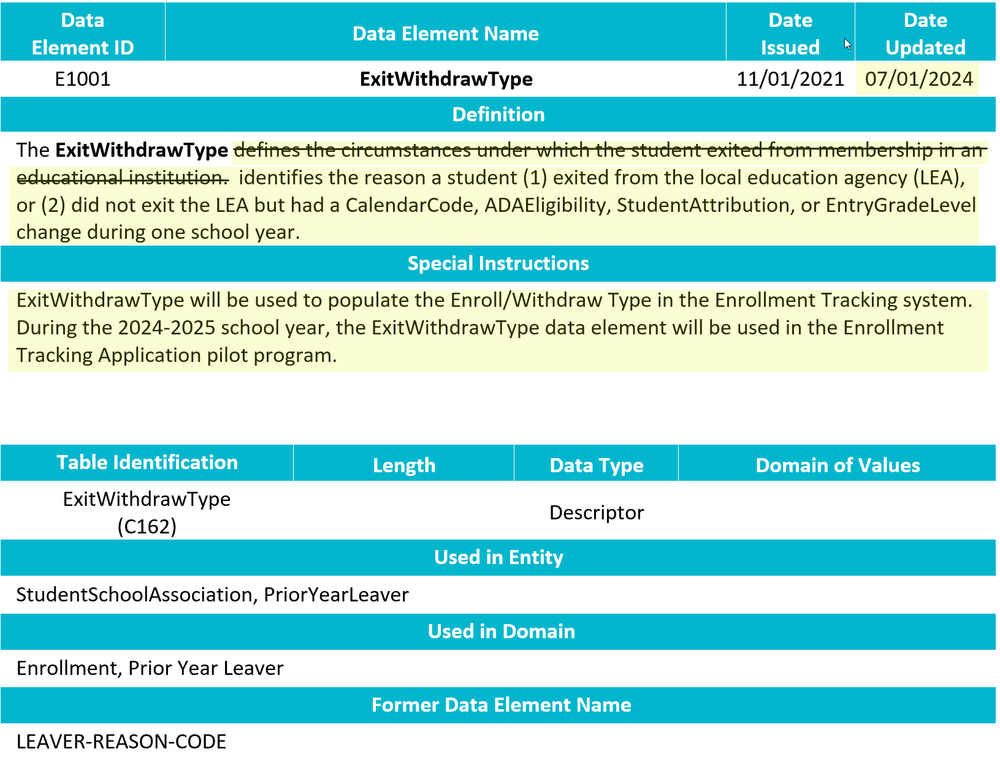 Data Element ID
Data Element Name
Date Issued
Date Updated
E1001
ExitWithdrawType
11/01/2021
07/01/2024
Definition
The ExitWithdrawType defines the circumstances under which the student exited from membership in an
educational institution. identifies the reason a student (1) exited from the local education agency (LEA),
or (2) did not exit the LEA but had a CalendarCode, ADAEligibility, StudentAttribution, or EntryGradeLevel
change during one school year.
Special Instructions
ExitWithdrawType will be used to populate the Enroll/Withdraw Type in the Enrollment Tracking system.
During the 2024-2025 school year, the ExitWithdrawType data element will be used in the Enrollment
Tracking Application pilot program.
Table Identification
Length
Data Type
Domain of Values
ExitWithdrawType
(C162)
Descriptor
Used in Entity
StudentSchoolAssociation, PriorYearLeaver
Used in Domain
Enrollment, Prior Year Leaver
Former Data Element Name
LEAVER-REASON-CODE